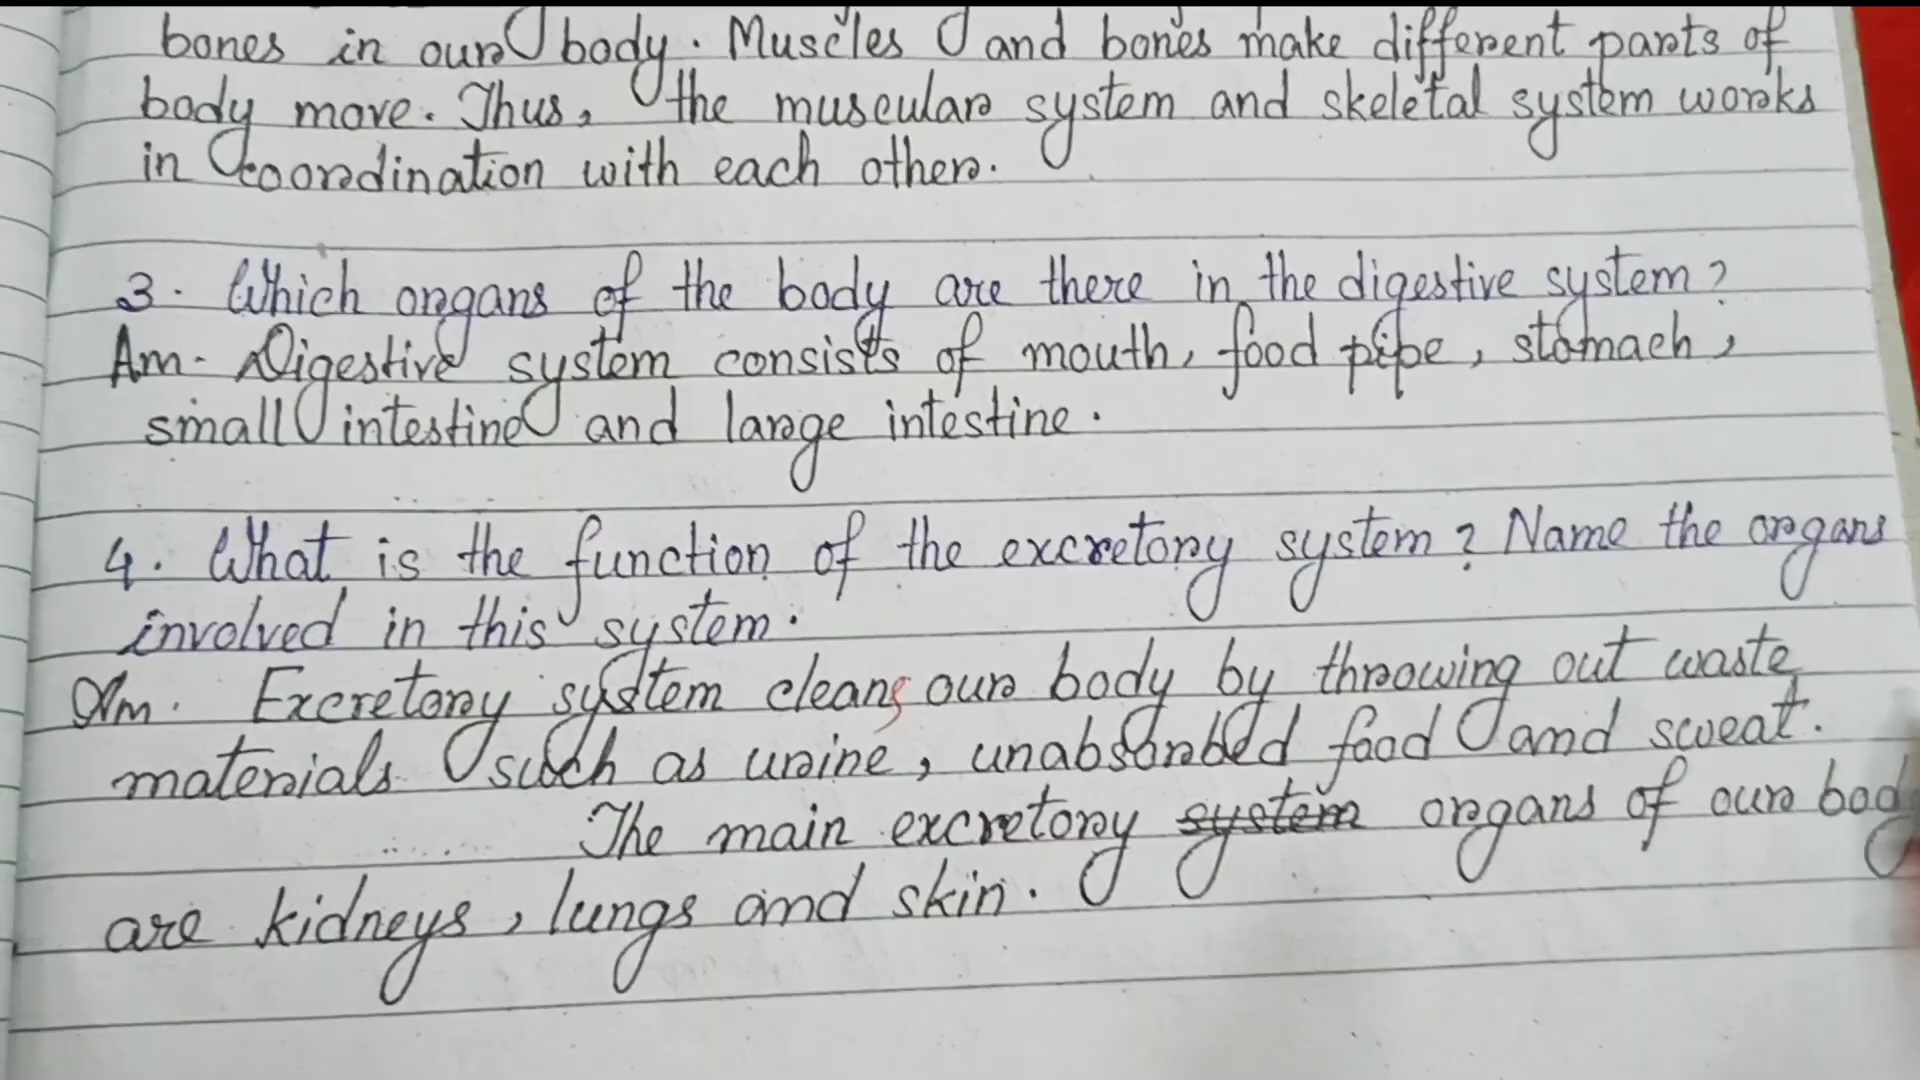 bones in our body. Muscles and bones make different parts of
body move. Thus, the muscular system and skeletal system works
in coordination with each other.
3. Which organs of the body are there in the digestive system?
Ans- Digestive system consists of mouth, food pipe, stomach,
small intestine and large intestine.
4. What is the function of the excretory system? Name the organs
involved in this system.
Ans. Excretory system cleans our body by throwing out waste
materials such as urine, unabsorbed food and sweat.
The main excretory system organs of our body
are kidneys, lungs and skin.